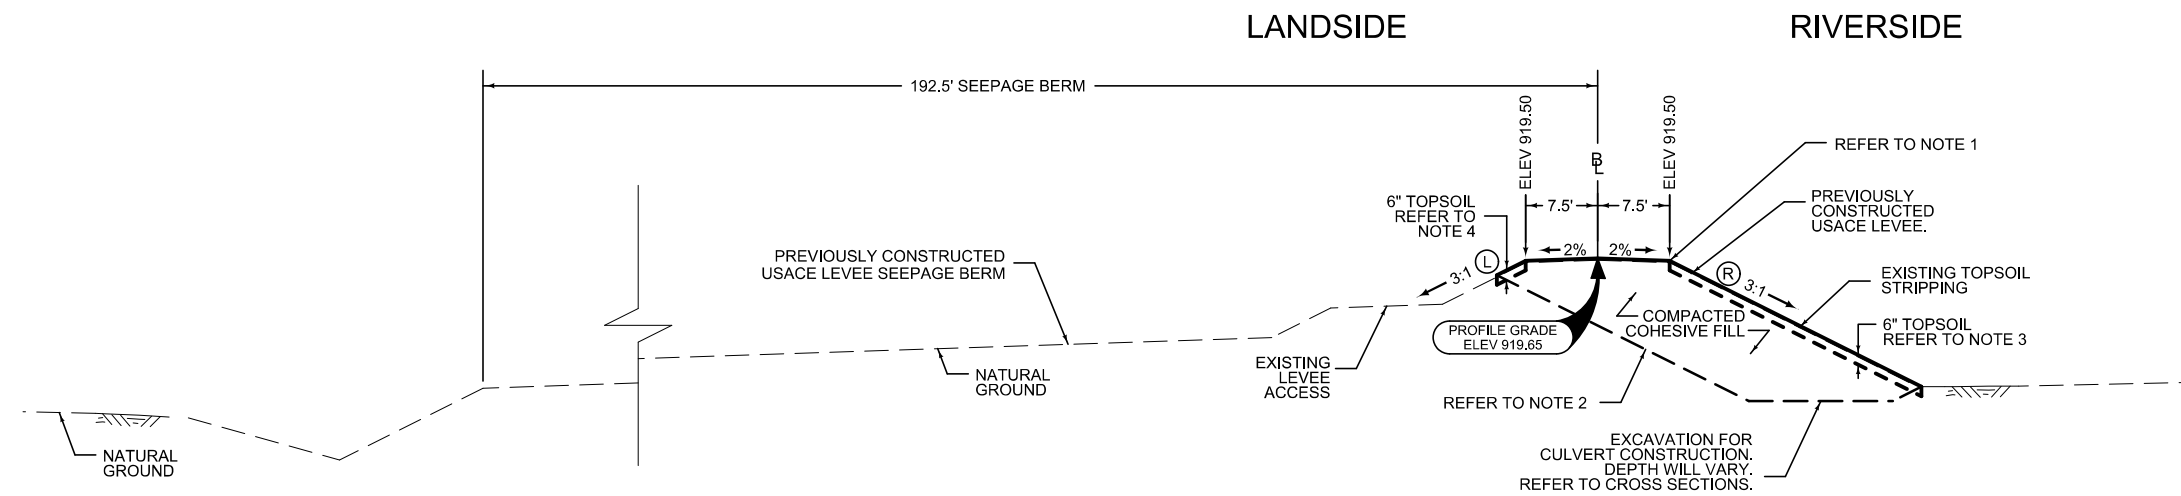 LANDSIDE
RIVERSIDE
192.5' SEEPAGE BERM
ELEV 919.50
BL
ELEV 919.50
REFER TO NOTE 1
6" TOPSOIL
REFER TO
NOTE 4
7.5'
7.5'
PREVIOUSLY
CONSTRUCTED
USACE LEVEE.
PREVIOUSLY CONSTRUCTED
USACE LEVEE SEEPAGE BERM
3:1
L
2%
2%
R
3:1
EXISTING TOPSOIL
STRIPPING
COMPACTED
COHESIVE FILL
PROFILE GRADE
ELEV 919.65
6" TOPSOIL
REFER TO NOTE 3
NATURAL
GROUND
EXISTING
LEVEE
ACCESS
REFER TO NOTE 2
NATURAL
GROUND
EXCAVATION FOR
CULVERT CONSTRUCTION.
DEPTH WILL VARY.
REFER TO CROSS SECTIONS.